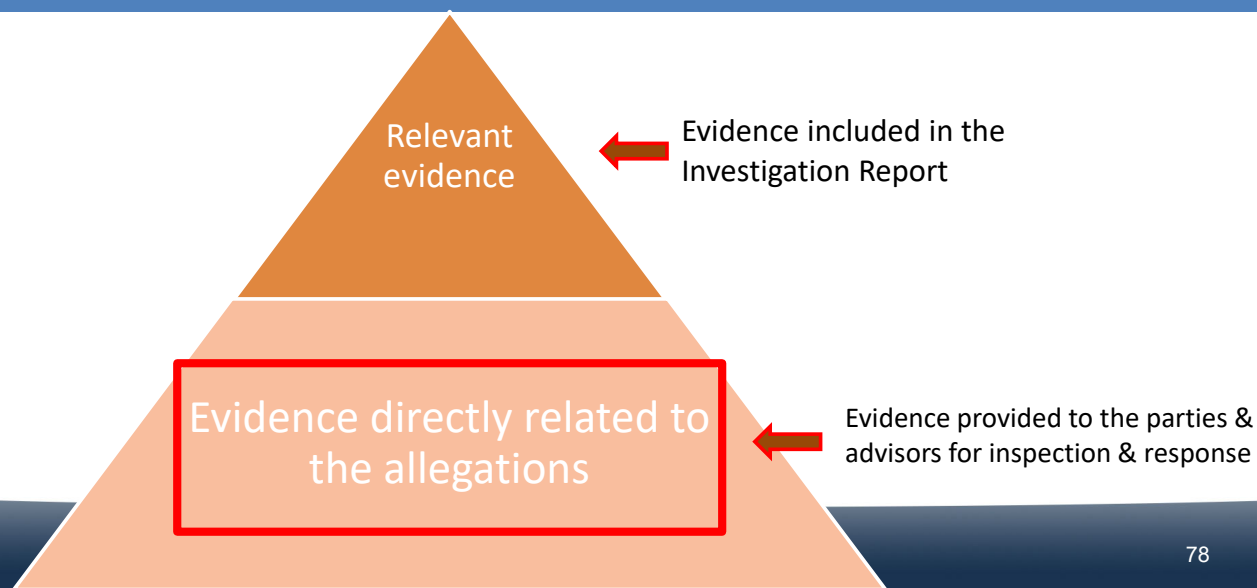 Relevant
evidence
Evidence included in the
Investigation Report
Evidence directly related to
the allegations
Evidence provided to the parties &
advisors for inspection & response
78